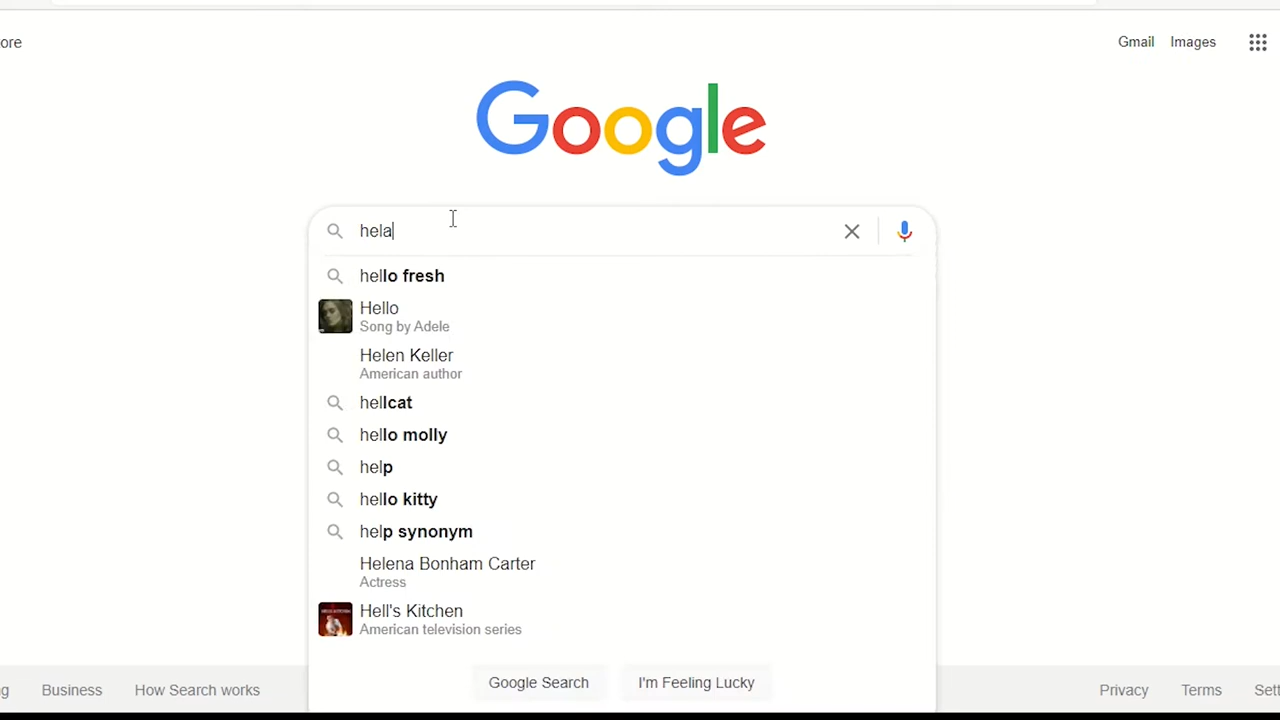 ore
Gmail Images
Google
hela
hello fresh
Hello
Song by Adele
Helen Keller
American author
hellcat
hello molly
help
hello kitty
help synonym
Helena Bonham Carter
Actress
Hell's Kitchen
American television series
Google Search I'm Feeling Lucky
g Business How Search works Privacy Terms Sett